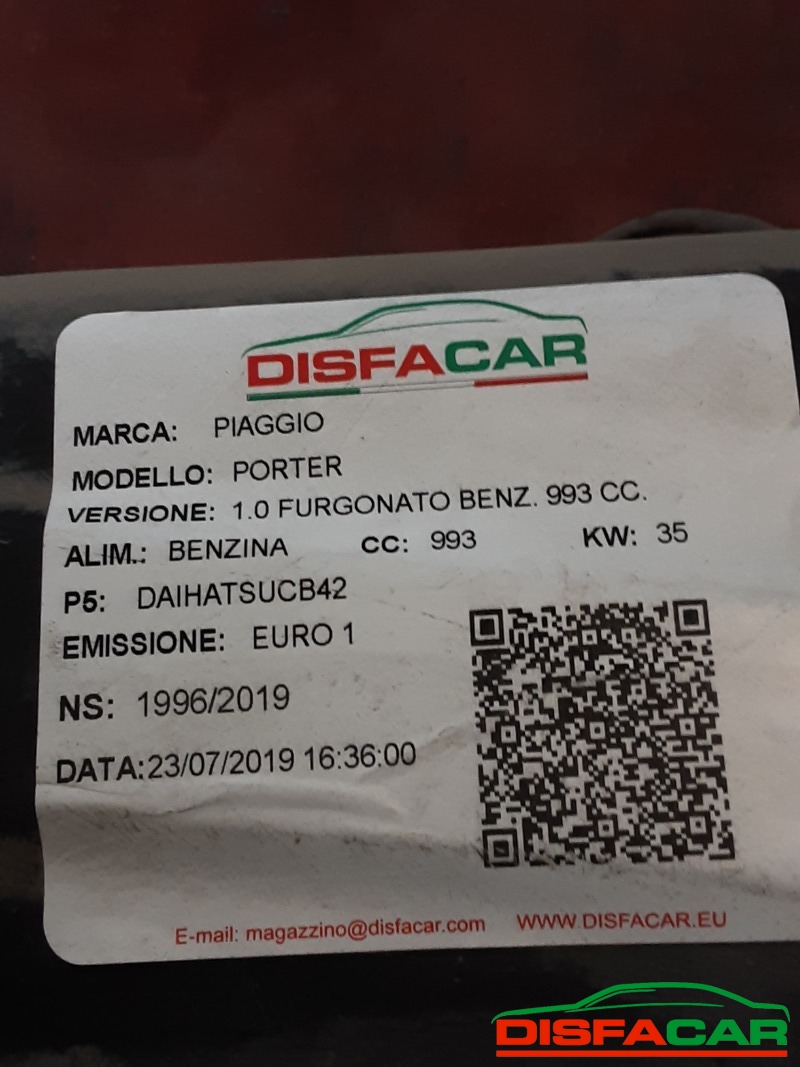 DISFACAR
MARCA: PIAGGIO
MODELLO: PORTER
VERSIONE: 1.0 FURGONATO BENZ. 993 CC.
ALIM.: BENZINA CC: 993 KW: 35
P5: DAIHATSUCB42
EMISSIONE: EURO 1
NS: 1996/2019
DATA:23/07/2019 16:36:00
E-mail: magazzino@disfacar.com WWW.DISFACAR.EU
DISFACAR